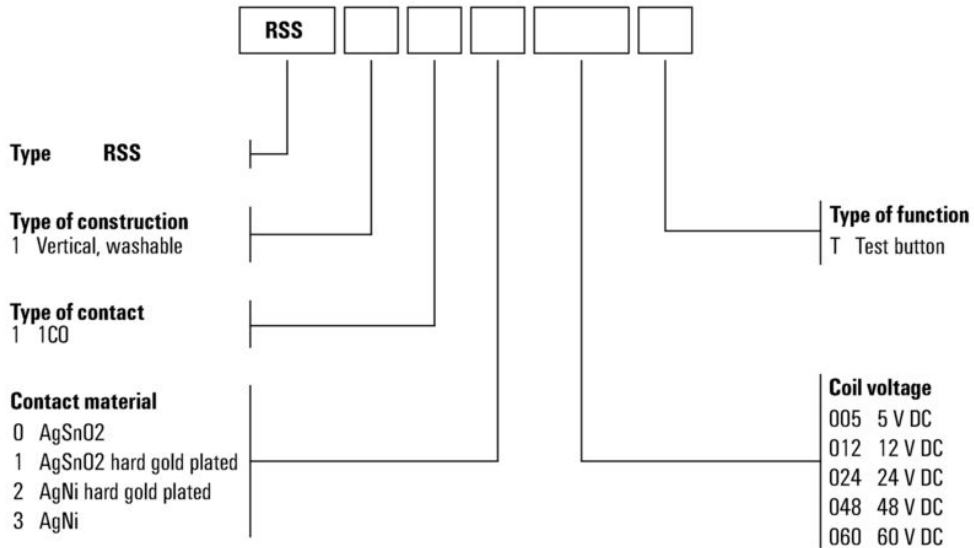 RSS
Type RSS
Type of construction
1 Vertical, washable
Type of contact
1 1CO
Contact material
0 AgSnO2
1 AgSnO2 hard gold plated
2 AgNi hard gold plated
3 AgNi
Type of function
T Test button
Coil voltage
005 5 V DC
012 12 V DC
024 24 V DC
048 48 V DC
060 60 V DC